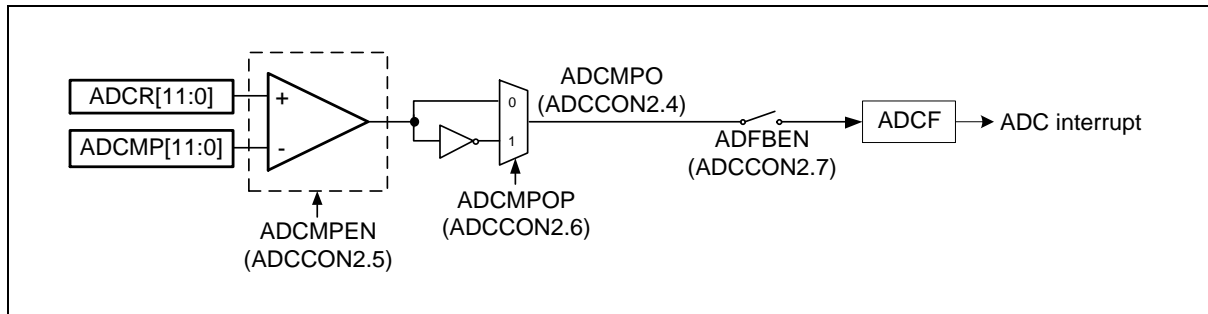 ADCR[11:0]
ADCMP[11:0]
+
-
ADCMPEN
(ADCCON2.5)
0
1
ADCMPOP
(ADCCON2.6)
ADCMPO
(ADCCON2.4)
ADFBEN
(ADCCON2.7)
ADCF
ADC interrupt